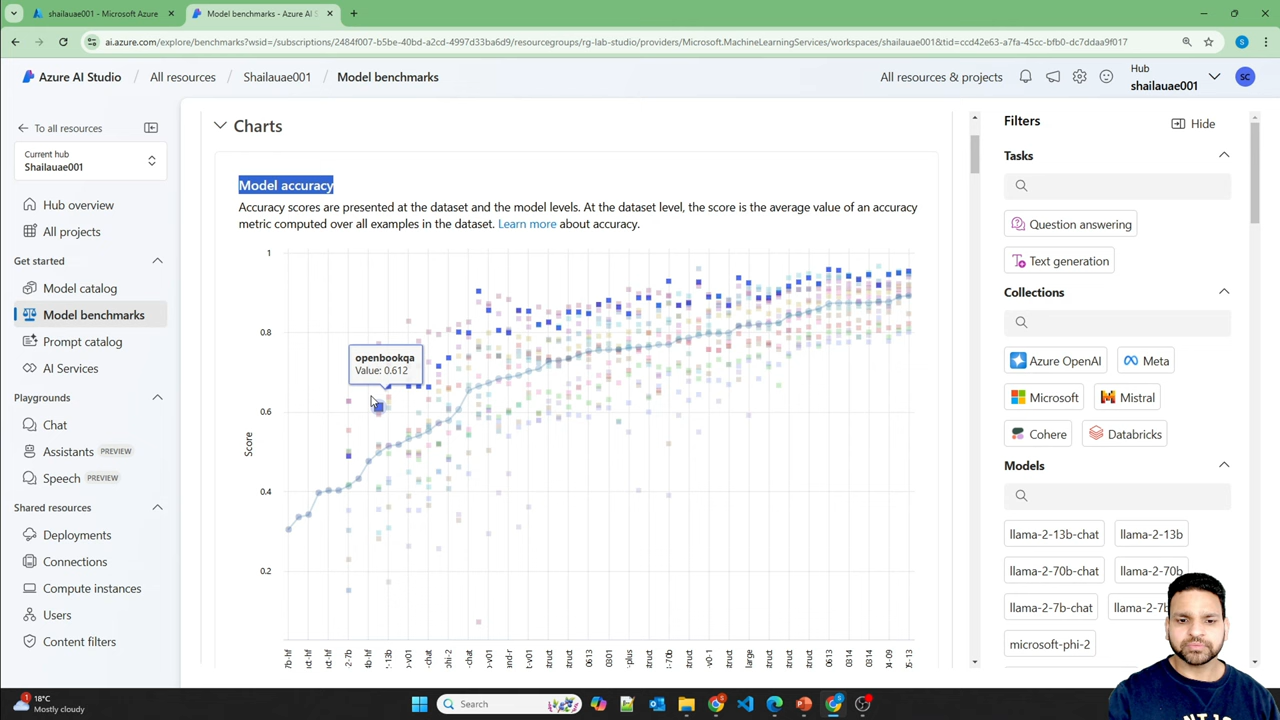 shailauae001 - Microsoft Azure
Model benchmarks - Azure AI S
ai.azure.com/explore/benchmarks?wsid=/subscriptions/2484f007-b5be-40bd-a2cd-4997d33ba6d9/resourcegroups/rg-lab-studio/providers/Microsoft.MachineLearningServices/workspaces/shailauae001&tid=ccd42e63-a7fa-45cc-bfb0-dc7ddaa9f017
S
Azure AI Studio
All resources
Shailauae001
Model benchmarks
All resources & projects
Hub
shailauae001
SC
To all resources
Current hub
Shailauae001
Hub overview
All projects
Get started
Model catalog
Model benchmarks
Prompt catalog
AI Services
Playgrounds
Chat
Assistants PREVIEW
Speech PREVIEW
Shared resources
Deployments
Connections
Compute instances
Users
Content filters
Charts
Model accuracy
Accuracy scores are presented at the dataset and the model levels. At the dataset level, the score is the average value of an accuracy
metric computed over all examples in the dataset. Learn more about accuracy.
1
0.8
0.6
0.4
0.2
Score
openbookqa
Value: 0.612
Filters
Hide
Tasks
Question answering
Text generation
Collections
Azure OpenAI
Meta
Microsoft
Mistral
Cohere
Databricks
Models
llama-2-13b-chat
llama-2-13b
llama-2-70b-chat
llama-2-70b
llama-2-7b-chat
llama-2-7b
microsoft-phi-2
1
18°C
Mostly cloudy
Search